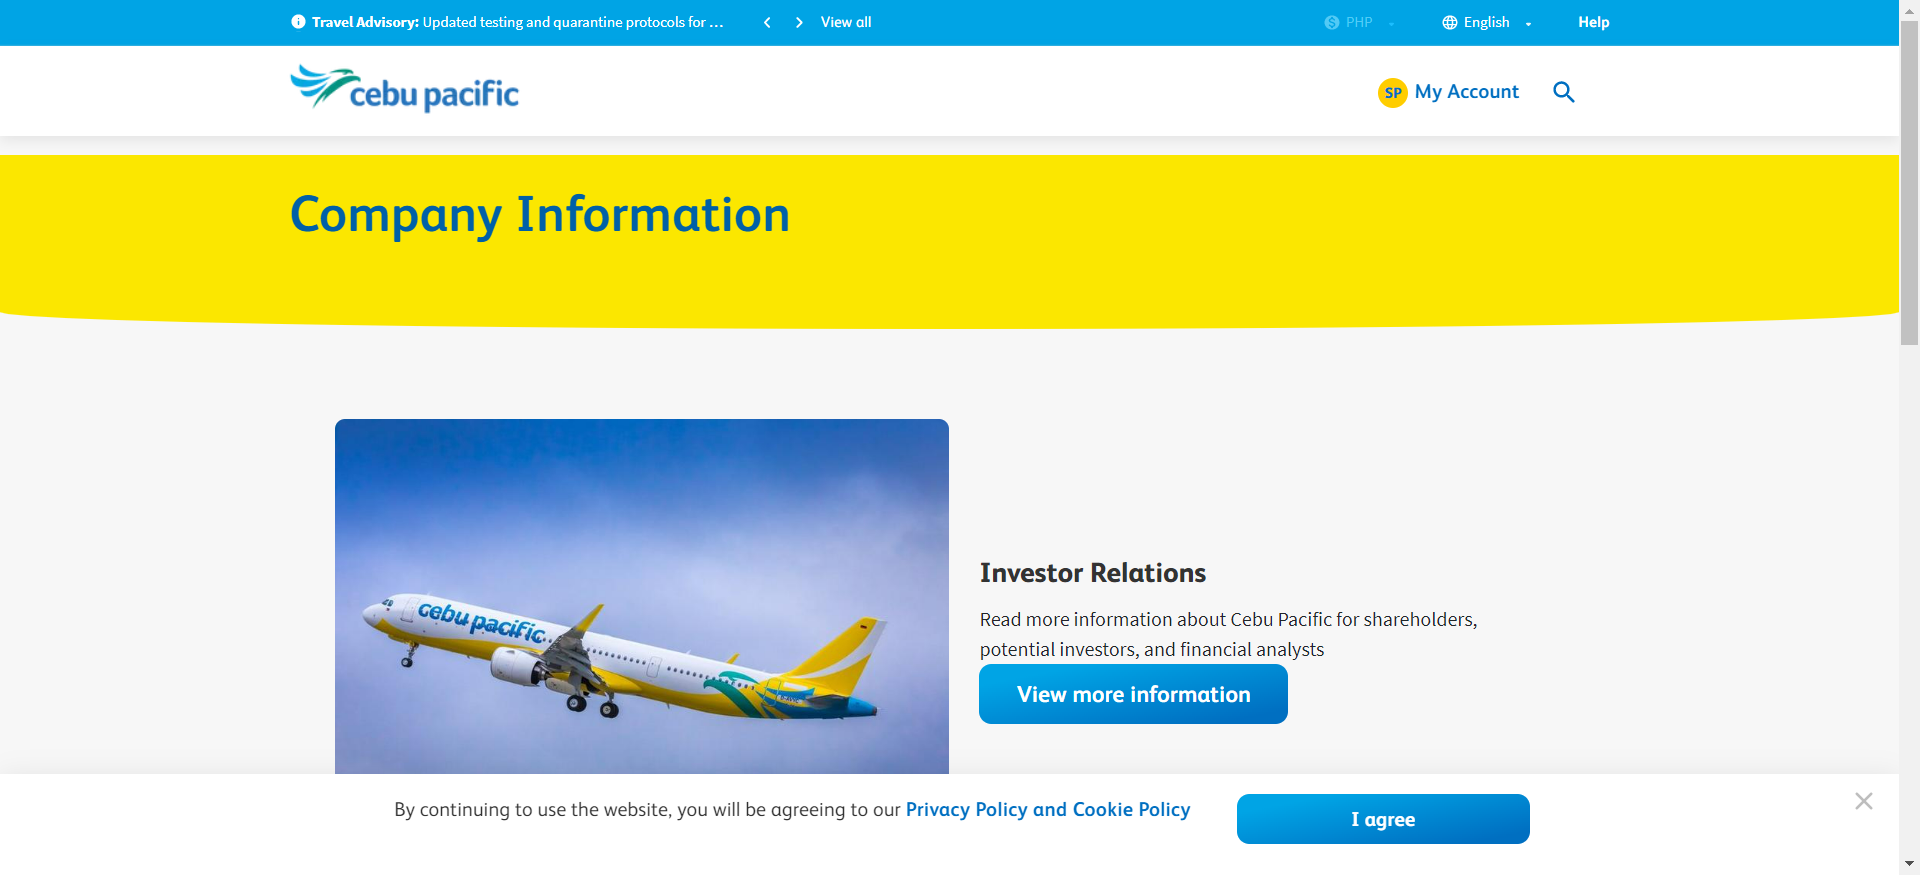 Travel Advisory: Updated testing and quarantine protocols for ...
View all
PHP
English
Help
cebu pacific
SP My Account
Company Information
cebu pacific
Investor Relations
Read more information about Cebu Pacific for shareholders,
potential investors, and financial analysts
View more information
By continuing to use the website, you will be agreeing to our Privacy Policy and Cookie Policy
I agree